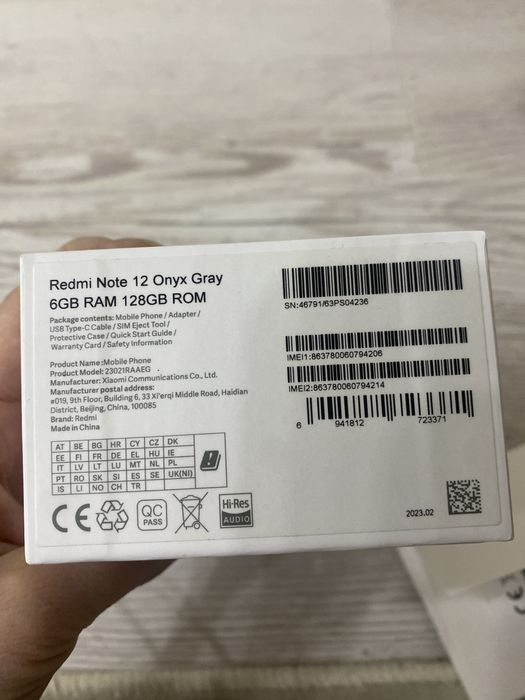 Redmi Note 12 Onyx Gray
6GB RAM 128GB ROM
Package contents: Mobile Phone / Adapter /
USB Type-C Cable / SIM Eject Tool /
Protective Case / Quick Start Guide /
Warranty Card / Safety Information
Product Name:Mobile Phone
Product Model:23021RAAEG
Manufacturer: Xiaomi Communications Co., Ltd.
Manufacturer postal address:
#019, 9th Floor, Building 6, 33 Xi'erqi Middle Road, Haidian
District, Beijing, China, 100085
Brand: Redmi
Made in China
AT BE BG HR CY CZ DK
EE FI FR DE EL HU IE
IT LV LT LU MT NL PL
PT RO SK SI ES SE UK(NI)
IS LI NO CH TR
CE
QC
PASS
Hi-Res
AUDIO
SN:46791/63PS04236
IMEI1:863780060794206
IMEI2:863780060794214
6 941812 723371
2023.02
CE